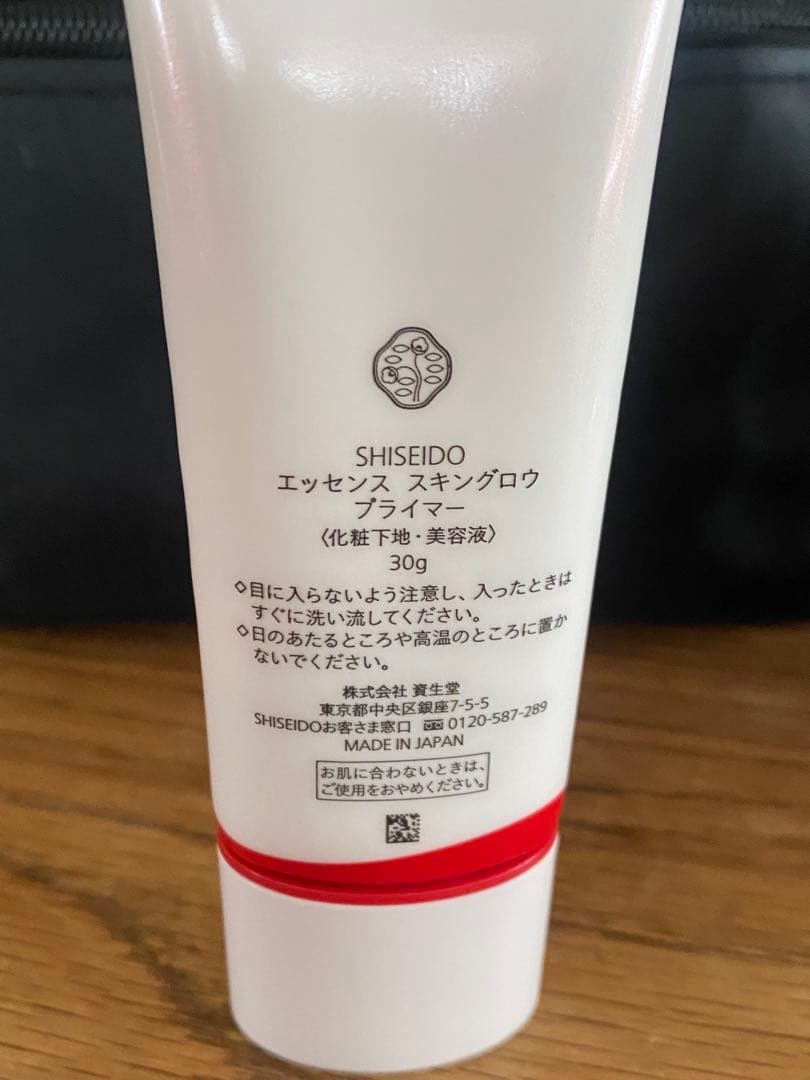 SHISEIDO
エッセンス スキングロウ
プライマー
〈化粧下地・美容液〉
30g
◇目に入らないよう注意し、入ったときは
すぐに洗い流してください。
◇日のあたるところや高温のところに置か
ないでください。
株式会社 資生堂
東京都中央区銀座7-5-5
SHISEIDOお客さま窓口 0120-587-289
MADE IN JAPAN
お肌に合わないときは、
ご使用をおやめください。